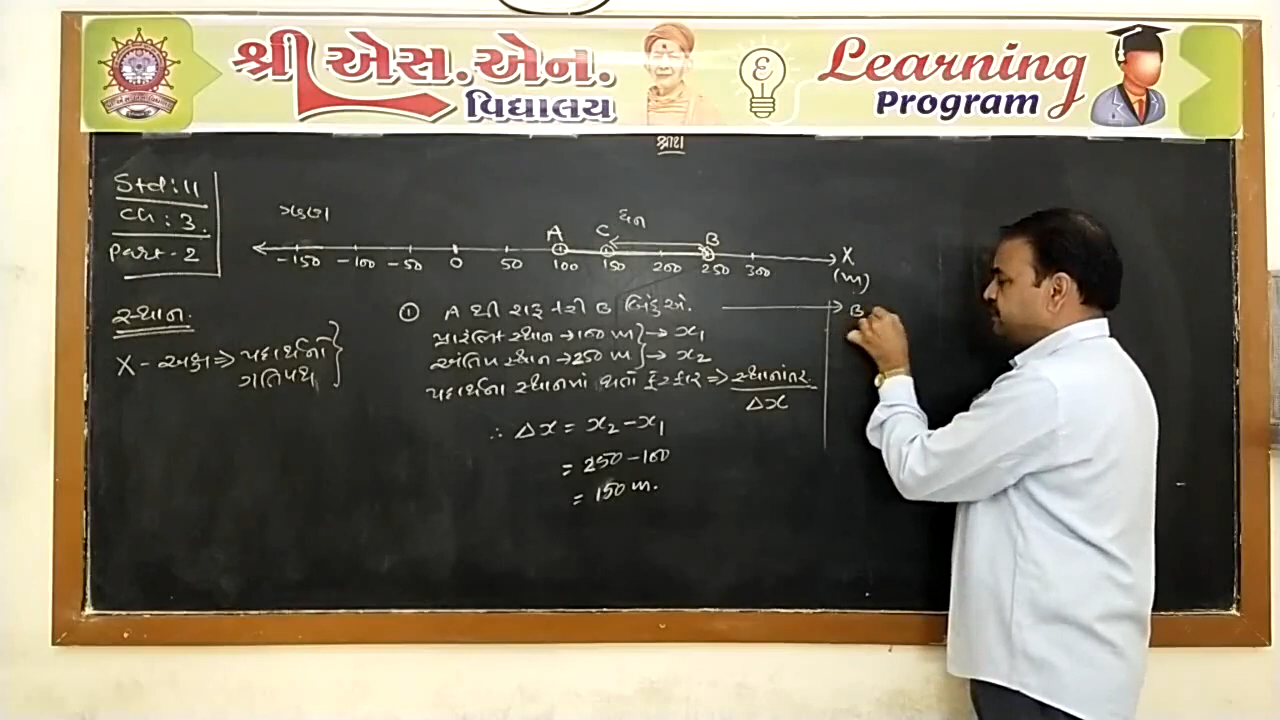 શ્રી એસ.એન.
વિદ્યાલય
Learning
Program
શ્રીજી
Std: 11
Ch: 3.
Part-2
ઋણ
ધન
A C B
-150 -100 -50 0 50 100 150 200 250 300 X
(m)
સ્થાન.
X-અક્ષ ⇒ પદાર્થનો
ગતિપથ
① A થી શરૂ કરી B બિંદુએ. → B
પ્રારંભિક સ્થાન → 100 m → x₁
અંતિમ સ્થાન → 250 m → x₂
પદાર્થના સ્થાનમાં થતો ફેરફાર ⇒ સ્થાનાંતર
Δx
∴ Δx = x₂ - x₁
= 250 - 100
= 150 m.